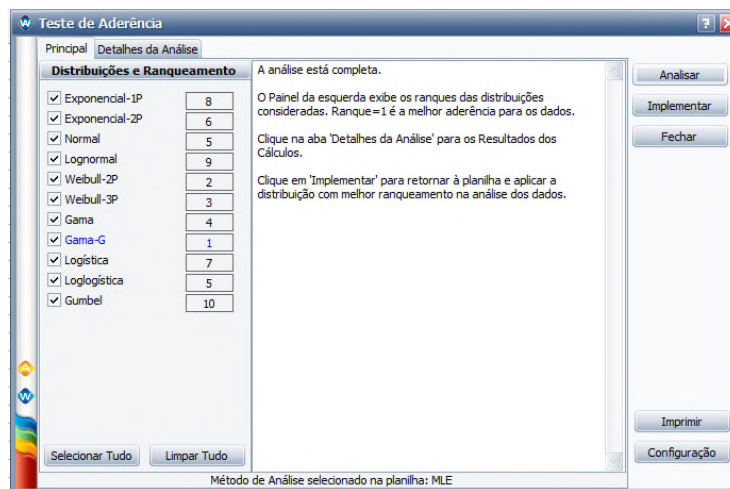 Teste de Aderência
Principal Detalhes da Análise
Distribuições e Ranqueamento
Exponencial-1P 8
Exponencial-2P 6
Normal 5
Lognormal 9
Weibull-2P 2
Weibull-3P 3
Gama 4
Gama-G 1
Logística 7
Loglogística 5
Gumbel 10
Selecionar Tudo Limpar Tudo
A análise está completa.
O Painel da esquerda exibe os ranques das distribuições
consideradas. Ranque=1 é a melhor aderência para os dados.
Clique na aba 'Detalhes da Análise' para os Resultados dos
Cálculos.
Clique em 'Implementar' para retornar à planilha e aplicar a
distribuição com melhor ranqueamento na análise dos dados.
Analisar
Implementar
Fechar
Imprimir
Configuração
Método de Análise selecionado na planilha: MLE